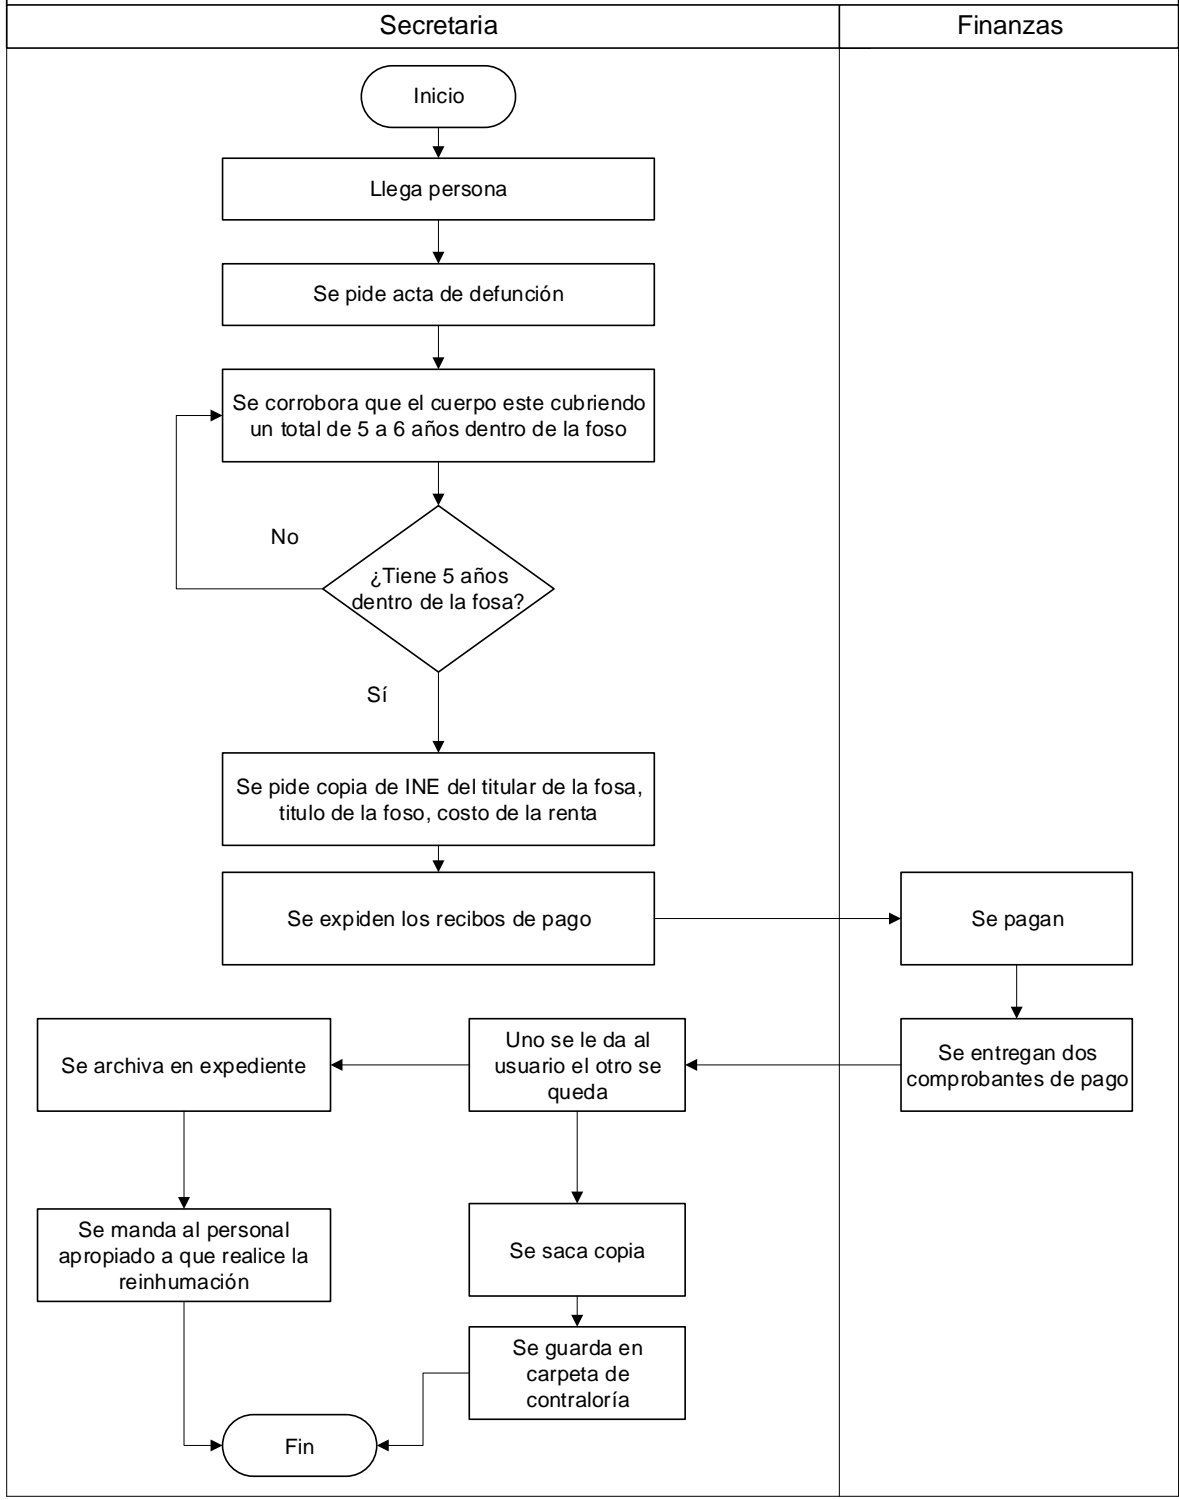 Secretaria
Finanzas
Inicio
Llega persona
Se pide acta de defunción
Se corrobora que el cuerpo este cubriendo
un total de 5 a 6 años dentro de la foso
No
¿Tiene 5 años
dentro de la fosa?
Sí
Se pide copia de INE del titular de la fosa,
titulo de la foso, costo de la renta
Se expiden los recibos de pago
Se pagan
Se entregan dos
comprobantes de pago
Uno se le da al
usuario el otro se
queda
Se archiva en expediente
Se manda al personal
apropiado a que realice la
reinhumación
Se saca copia
Se guarda en
carpeta de
contraloría
Fin